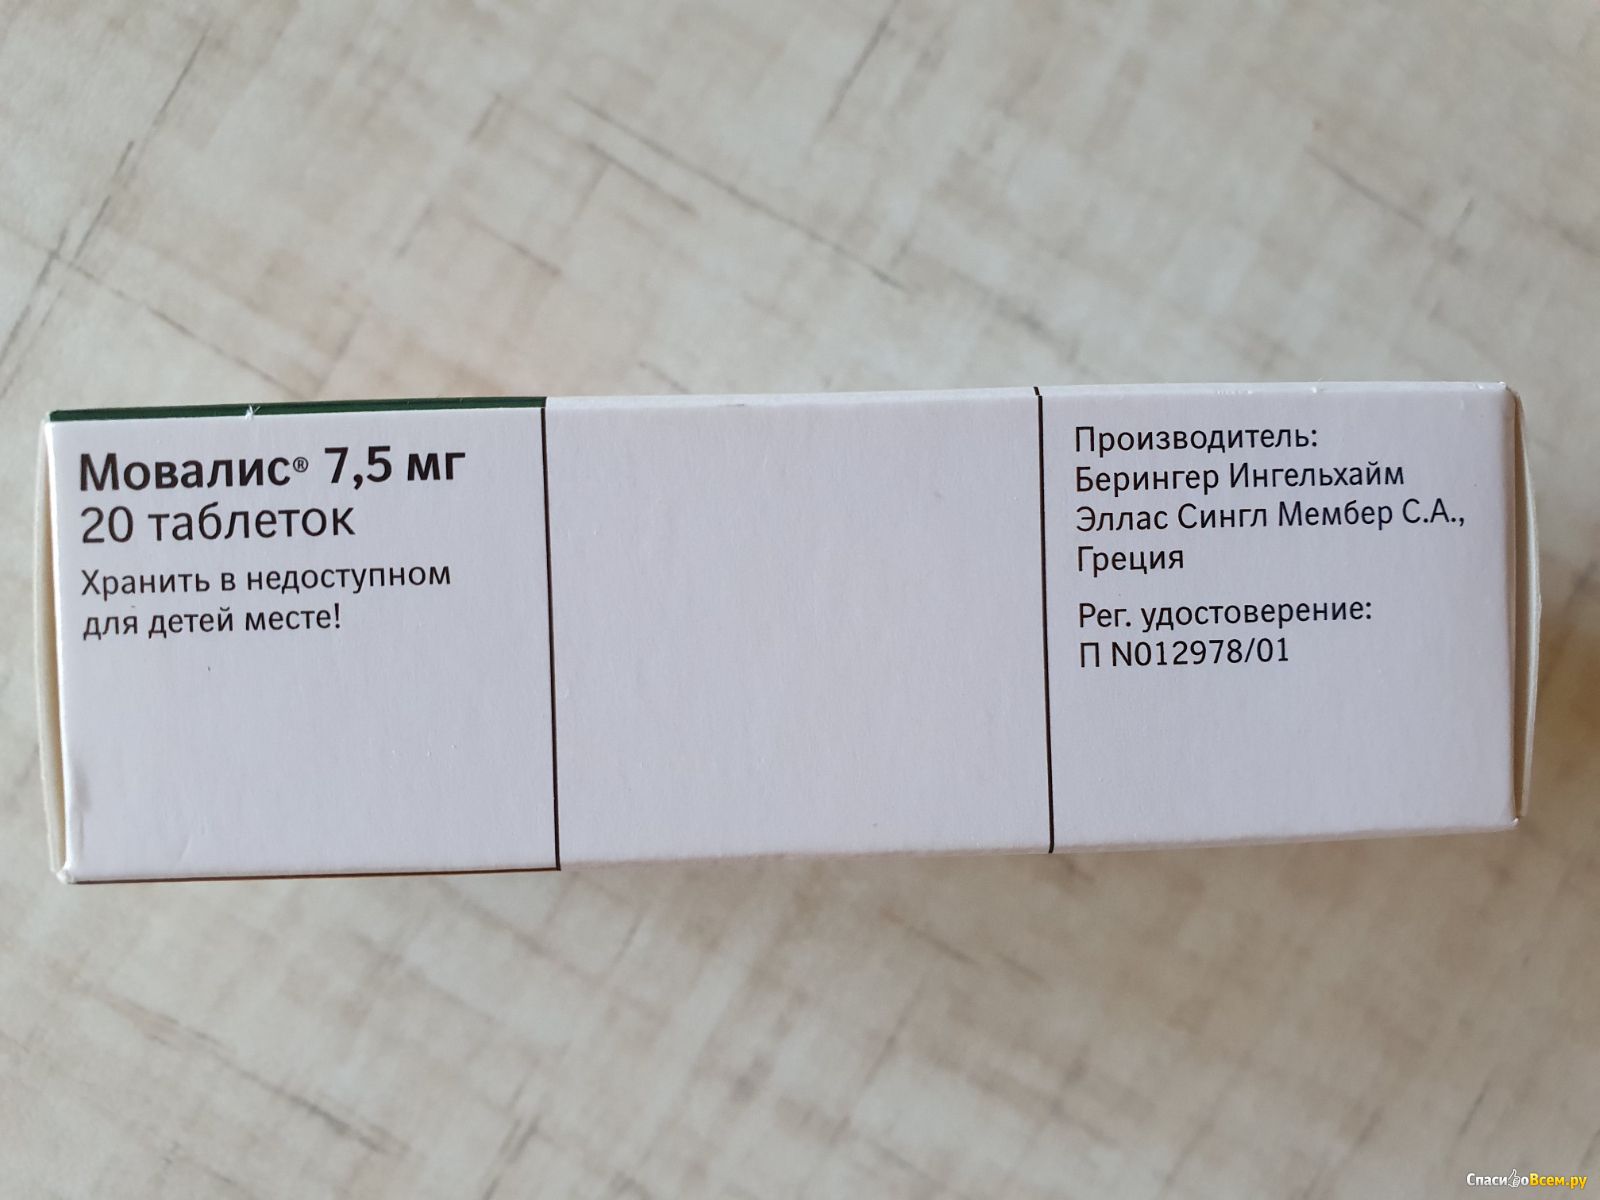 Мовалис® 7,5 мг
20 таблеток
Хранить в недоступном
для детей месте!
Производитель:
Берингер Ингельхайм
Эллас Сингл Мембер С.А.,
Греция
Рег. удостоверение:
П N012978/01
СпасибоВсем.ру